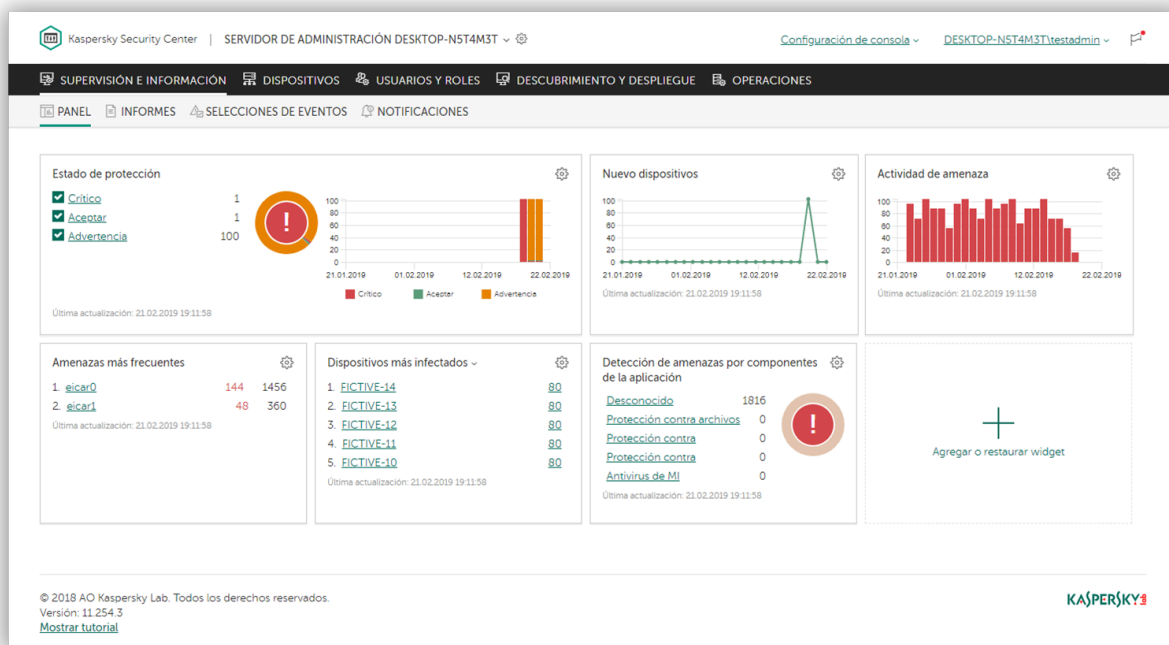 Kaspersky Security Center | SERVIDOR DE ADMINISTRACIÓN DESKTOP-N5T4M3T
Configuración de consola DESKTOP-N5T4M3T\testadmin
SUPERVISIÓN E INFORMACIÓN DISPOSITIVOS USUARIOS Y ROLES DESCUBRIMIENTO Y DESPLIEGUE OPERACIONES
PANEL INFORMES SELECCIONES DE EVENTOS NOTIFICACIONES
Estado de protección
Crítico 1
Aceptar 1
Advertencia 100
!
100
80
60
40
20
0
21.01.2019 01.02.2019 12.02.2019 22.02.2019
Crítico Aceptar Advertencia
Última actualización: 21.02.2019 19:11:58
Nuevo dispositivos
100
80
60
40
20
0
21.01.2019 01.02.2019 12.02.2019 22.02.2019
Última actualización: 21.02.2019 19:11:58
Actividad de amenaza
100
80
60
40
20
0
21.01.2019 01.02.2019 12.02.2019 22.02.2019
Última actualización: 21.02.2019 19:11:58
Amenazas más frecuentes
1. eicar0 144 1456
2. eicar1 48 360
Última actualización: 21.02.2019 19:11:58
Dispositivos más infectados
1. FICTIVE-14 80
2. FICTIVE-13 80
3. FICTIVE-12 80
4. FICTIVE-11 80
5. FICTIVE-10 80
Última actualización: 21.02.2019 19:11:58
Detección de amenazas por componentes
de la aplicación
Desconocido 1816
Protección contra archivos 0
Protección contra 0
Protección contra 0
Antivirus de MI 0
!
Última actualización: 21.02.2019 19:11:58
Agregar o restaurar widget
© 2018 AO Kaspersky Lab. Todos los derechos reservados.
Versión: 11.254.3
Mostrar tutorial
KASPERSKY lab